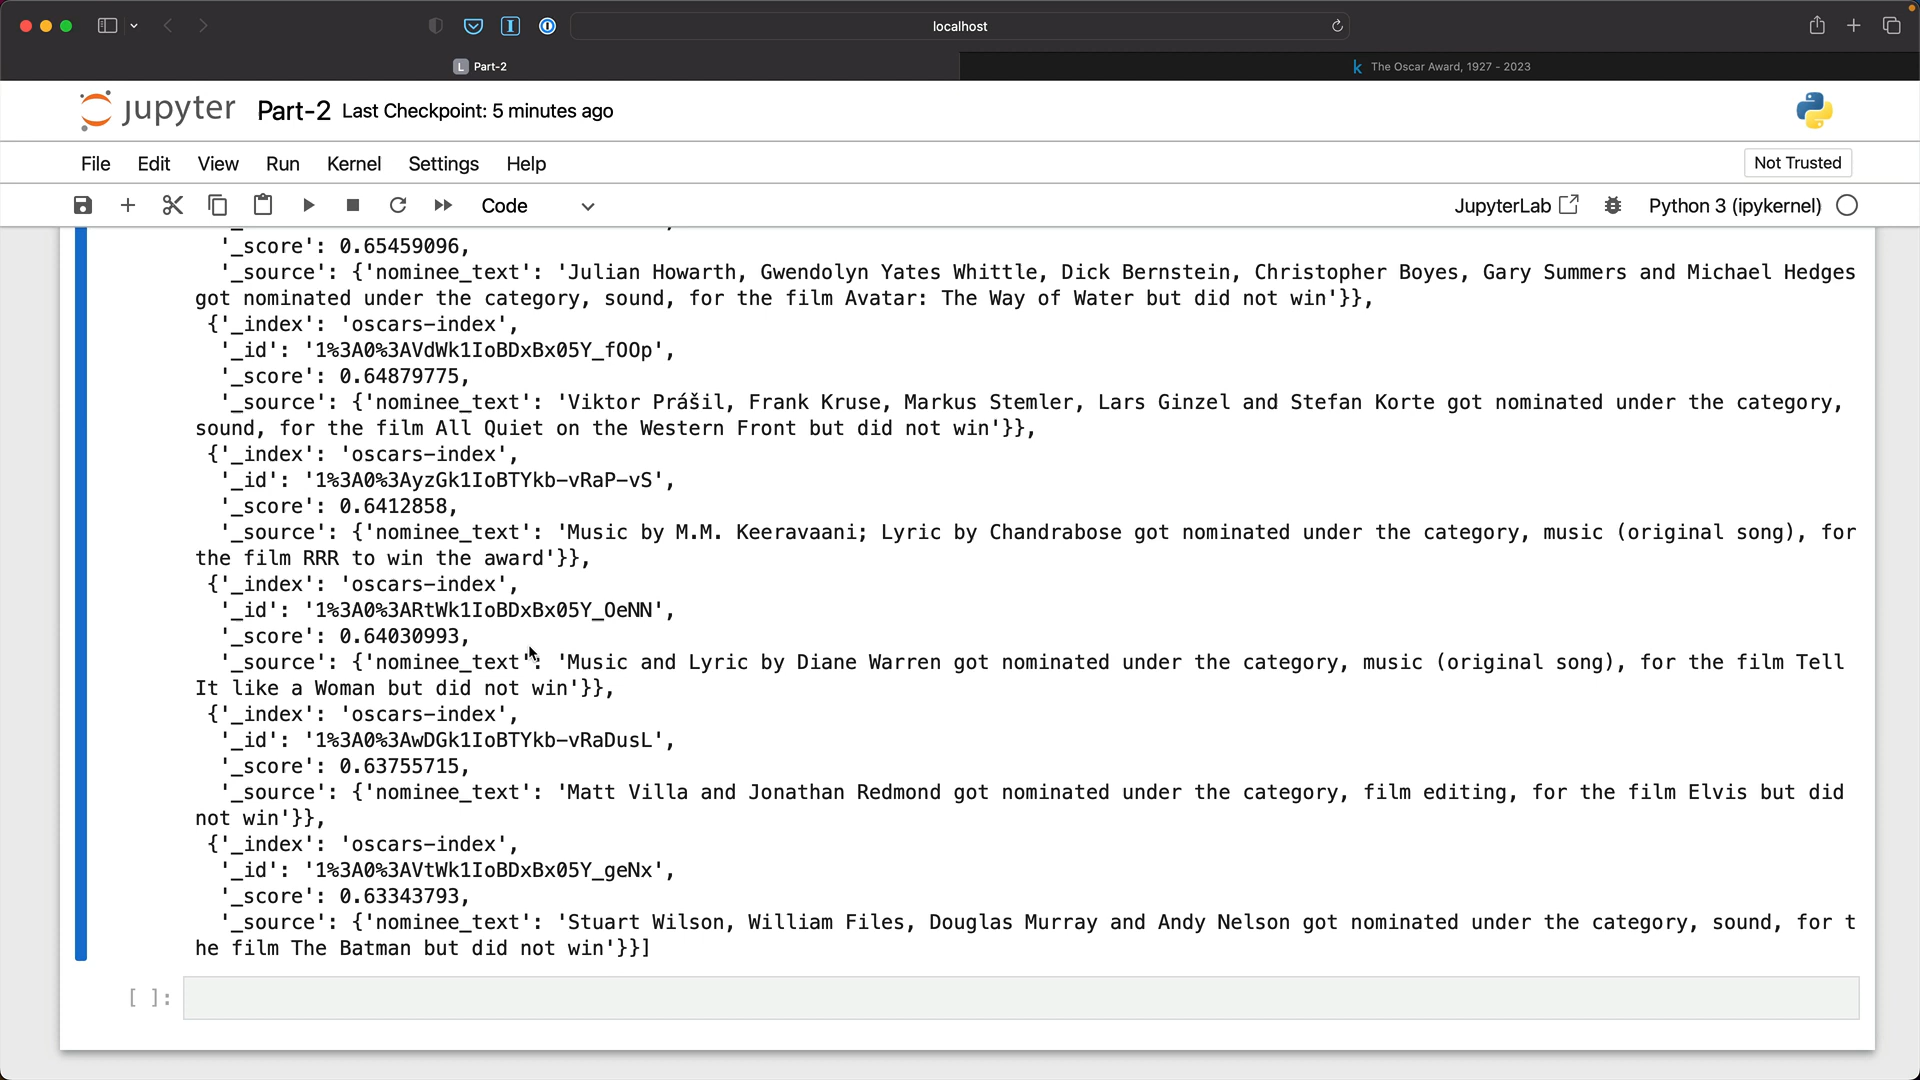 localhost
L Part-2
k The Oscar Award, 1927 - 2023
jupyter Part-2 Last Checkpoint: 5 minutes ago
File Edit View Run Kernel Settings Help
Not Trusted
Code
JupyterLab
Python 3 (ipykernel)
'_score': 0.65459096,
'_source': {'nominee_text': 'Julian Howarth, Gwendolyn Yates Whittle, Dick Bernstein, Christopher Boyes, Gary Summers and Michael Hedges
got nominated under the category, sound, for the film Avatar: The Way of Water but did not win'}},
{'_index': 'oscars-index',
'_id': '1%3A0%3AVdWk1IoBDxBx05Y_fOOp',
'_score': 0.64879775,
'_source': {'nominee_text': 'Viktor Prášil, Frank Kruse, Markus Stemler, Lars Ginzel and Stefan Korte got nominated under the category,
sound, for the film All Quiet on the Western Front but did not win'}},
{'_index': 'oscars-index',
'_id': '1%3A0%3AyzGk1IoBTYkb-vRaP-vS',
'_score': 0.6412858,
'_source': {'nominee_text': 'Music by M.M. Keeravaani; Lyric by Chandrabose got nominated under the category, music (original song), for
the film RRR to win the award'}},
{'_index': 'oscars-index',
'_id': '1%3A0%3ARtWk1IoBDxBx05Y_OeNN',
'_score': 0.64030993,
'_source': {'nominee_text': 'Music and Lyric by Diane Warren got nominated under the category, music (original song), for the film Tell
It like a Woman but did not win'}},
{'_index': 'oscars-index',
'_id': '1%3A0%3AwDGk1IoBTYkb-vRaDusL',
'_score': 0.63755715,
'_source': {'nominee_text': 'Matt Villa and Jonathan Redmond got nominated under the category, film editing, for the film Elvis but did
not win'}},
{'_index': 'oscars-index',
'_id': '1%3A0%3AVtWk1IoBDxBx05Y_geNx',
'_score': 0.63343793,
'_source': {'nominee_text': 'Stuart Wilson, William Files, Douglas Murray and Andy Nelson got nominated under the category, sound, for t
he film The Batman but did not win'}}]
[ ]: